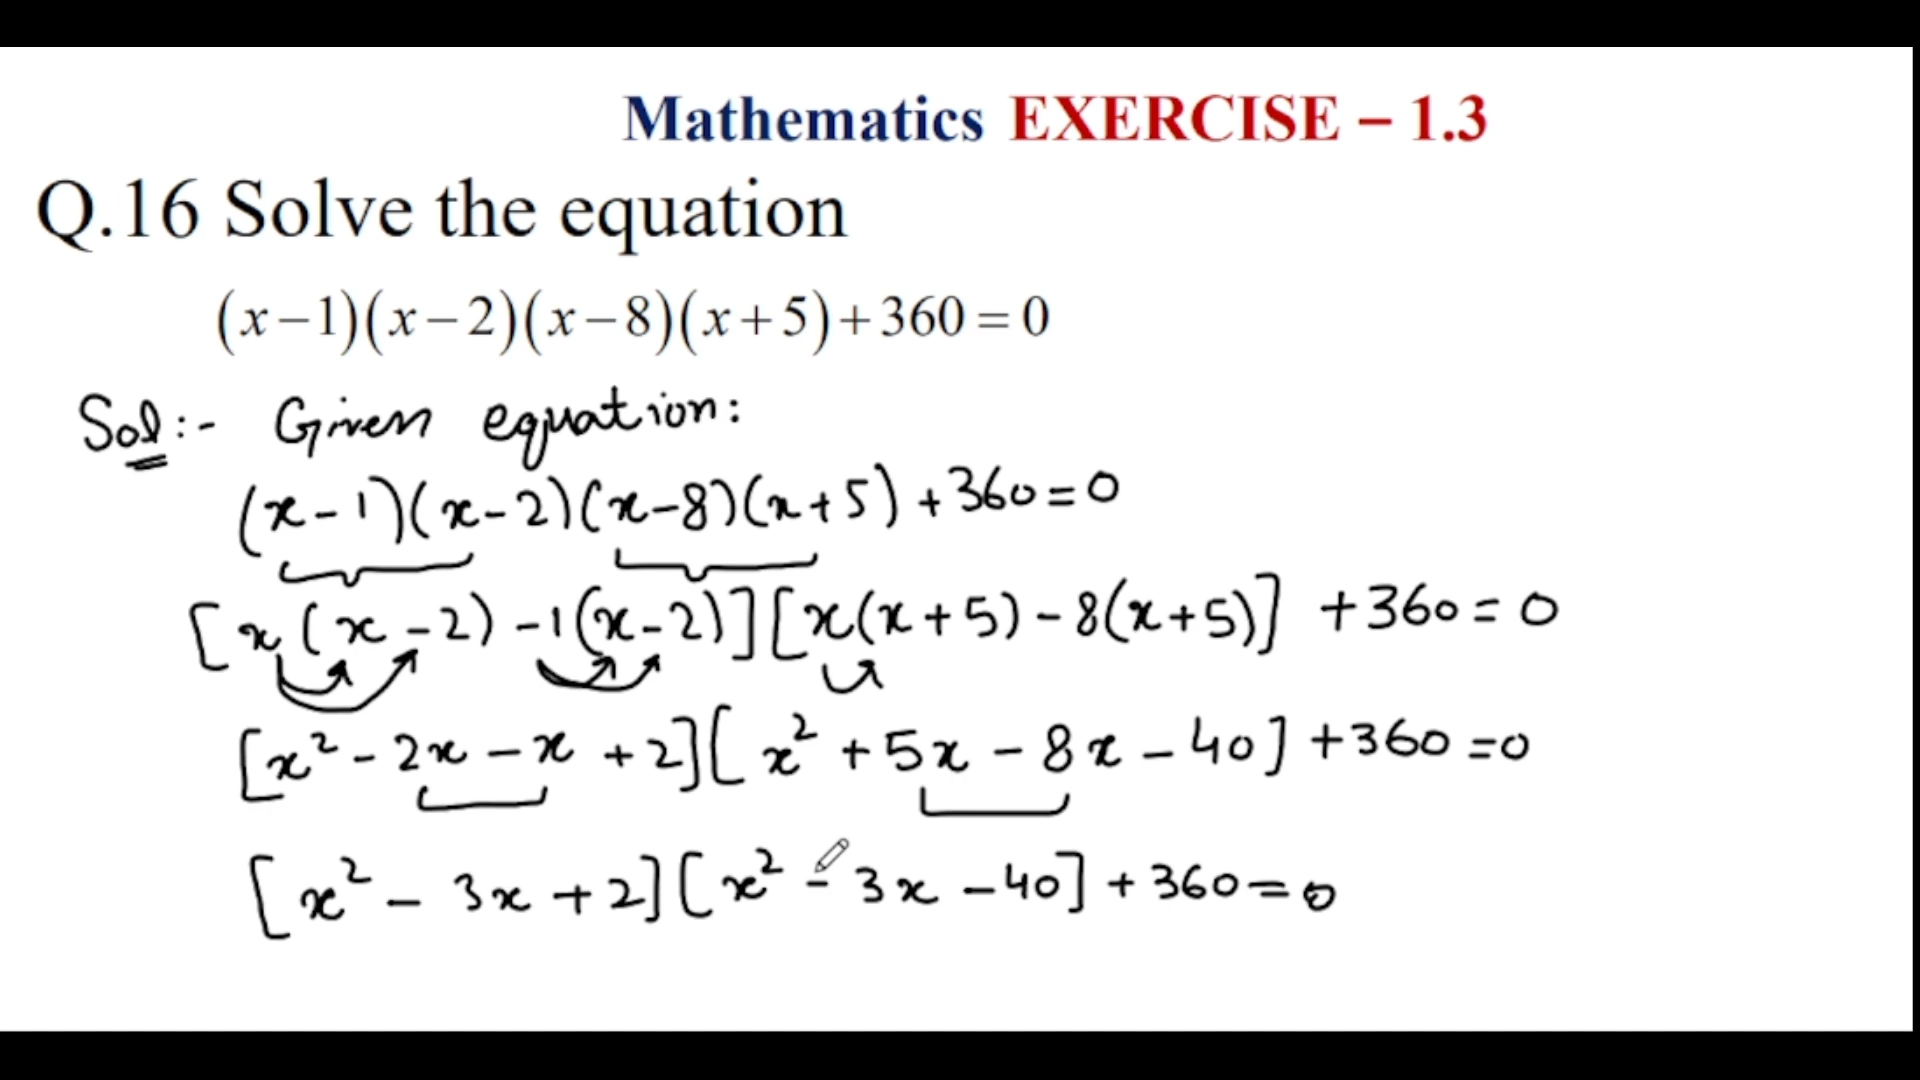 Mathematics EXERCISE – 1.3
Q.16 Solve the equation
(x−1)(x−2)(x−8)(x+5)+360=0
Sol:- Given equation:
(x-1)(x-2)(x-8)(x+5)+360=0
[x(x-2)-1(x-2)][x(x+5)-8(x+5)]+360=0
[x²-2x-x+2][x²+5x-8x-40]+360=0
[x²-3x+2][x²-3x-40]+360=0